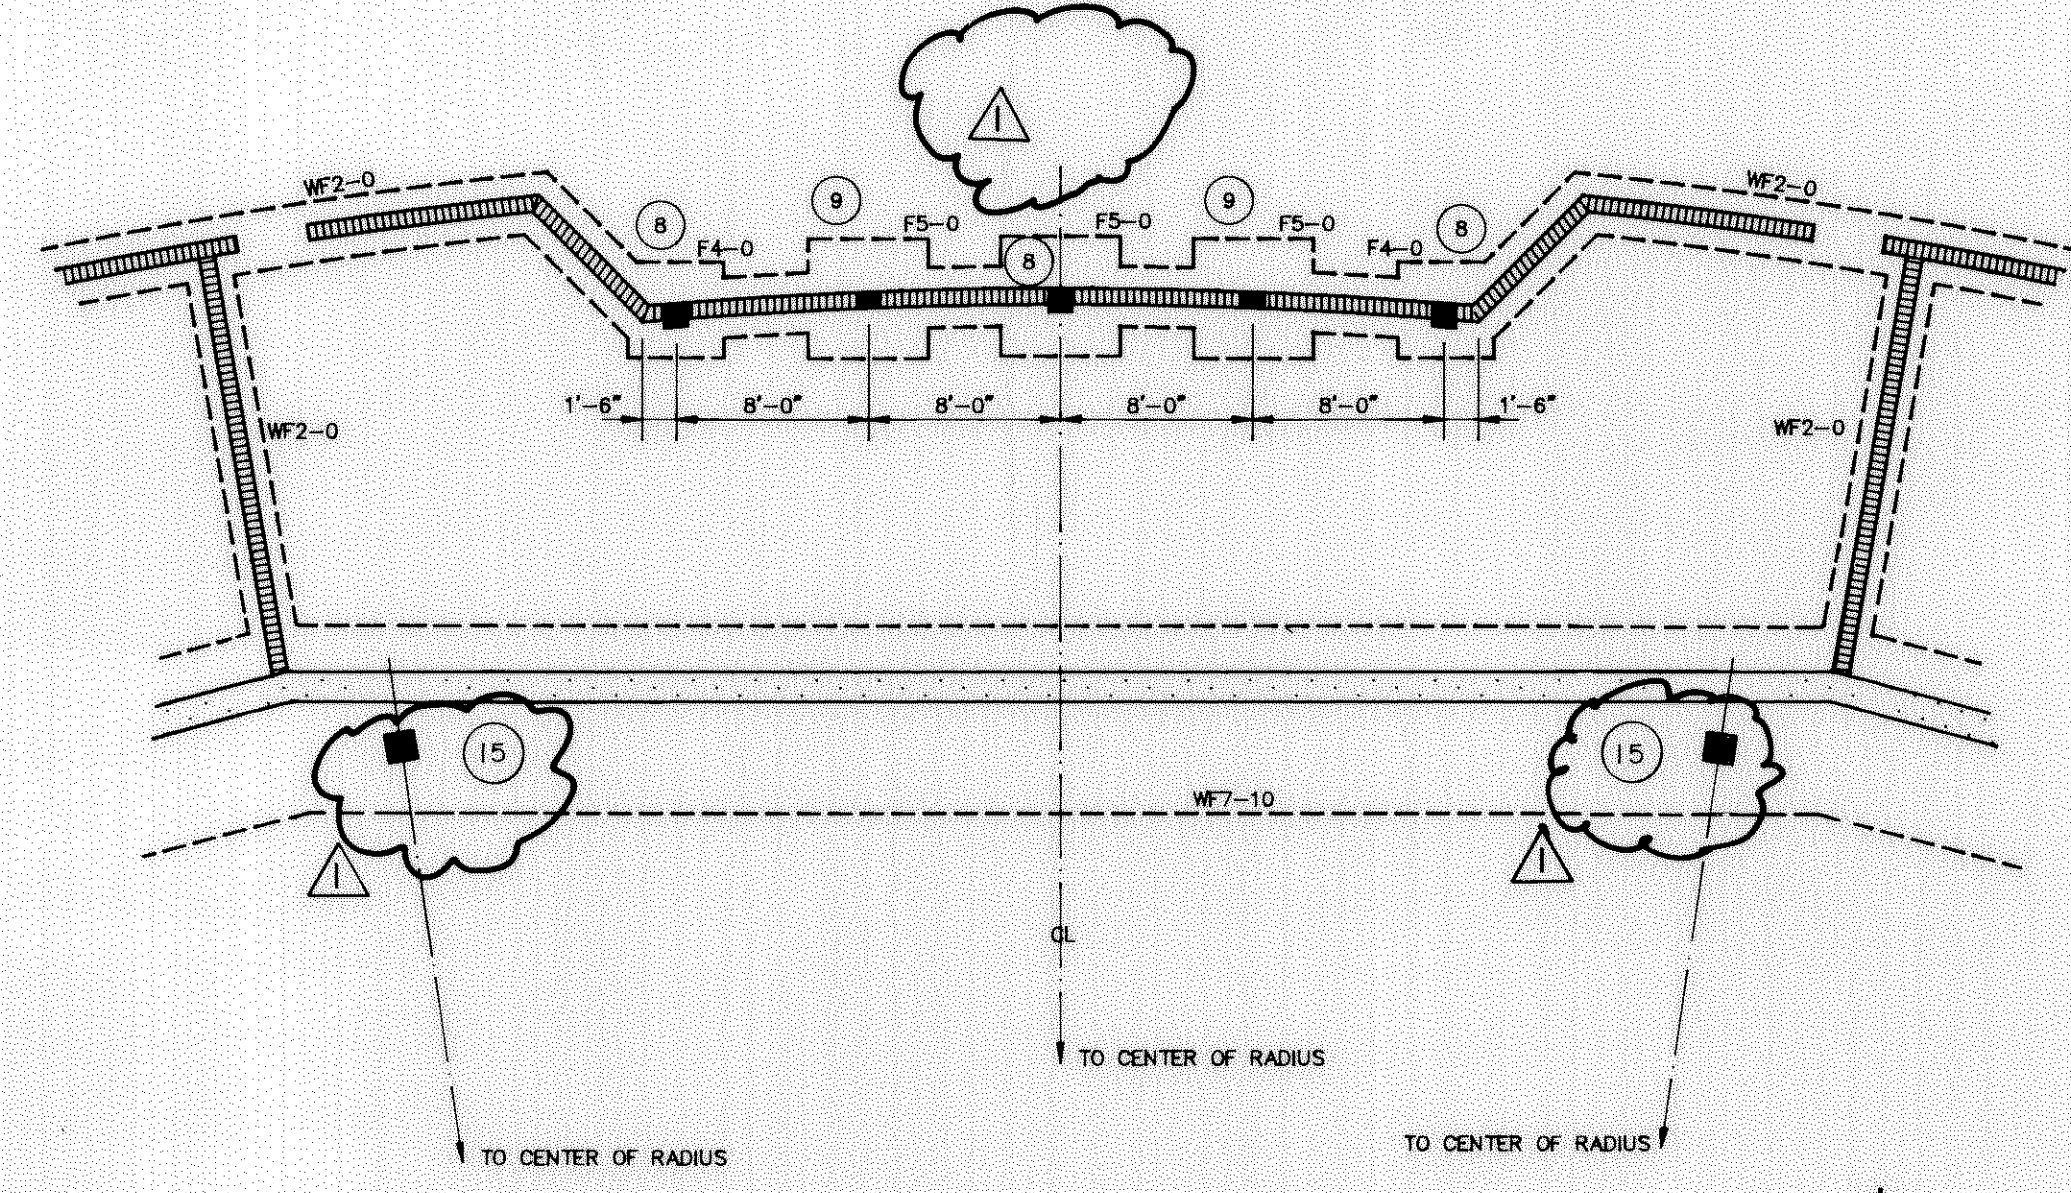 1
WF2-0
WF2-0
9
9
8
8
F5-0
F5-0
F5-0
F4-0
F4-0
8
1'-6"
8'-0"
8'-0"
8'-0"
8'-0"
1'-6"
WF2-0
WF2-0
15
15
WF7-10
1
1
CL
TO CENTER OF RADIUS
TO CENTER OF RADIUS
TO CENTER OF RADIUS